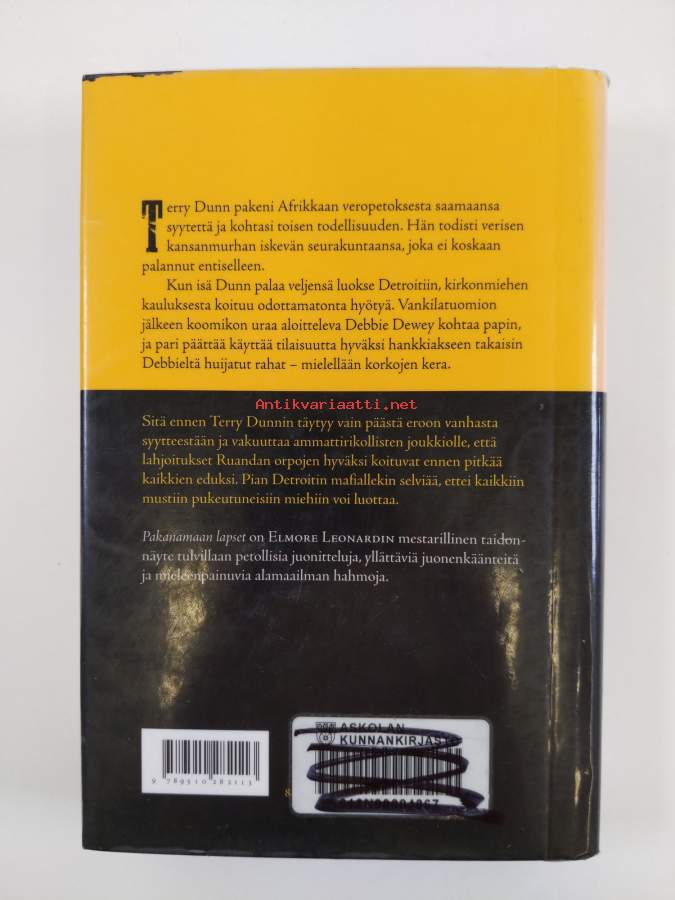 Terry Dunn pakeni Afrikkaan veropetoksesta saamaansa
syytettä ja kohtasi toisen todellisuuden. Hän todisti verisen
kansanmurhan iskevän seurakuntaansa, joka ei koskaan
palannut entiselleen.
Kun isä Dunn palaa veljensä luokse Detroitiin, kirkonmiehen
kauluksesta koituu odottamatonta hyötyä. Vankilatuomion
jälkeen koomikon uraa aloitteleva Debbie Dewey kohtaa papin,
ja pari päättää käyttää tilaisuutta hyväksi hankkiakseen takaisin
Debbieltä huijatut rahat – mielellään korkojen kera.
Antikvariaatti.net
Sitä ennen Terry Dunnin täytyy vain päästä eroon vanhasta
syytteestään ja vakuuttaa ammattirikollisten joukkiolle, että
lahjoitukset Ruandan orpojen hyväksi koituvat ennen pitkää
kaikkien eduksi. Pian Detroitin mafiallekin selviää, ettei kaikkiin
mustiin pukeutuneisiin miehiin voi luottaa.
Pakanamaan lapset on ELMORE LEONARDIN mestarillinen taidon-
näyte tulvillaan petollisia juonitteluja, yllättäviä juonenkäänteitä
ja mieleenpainuvia alamaailman hahmoja.
ASKOLAN
KUNNANKIRJASTO
9 789510 282113